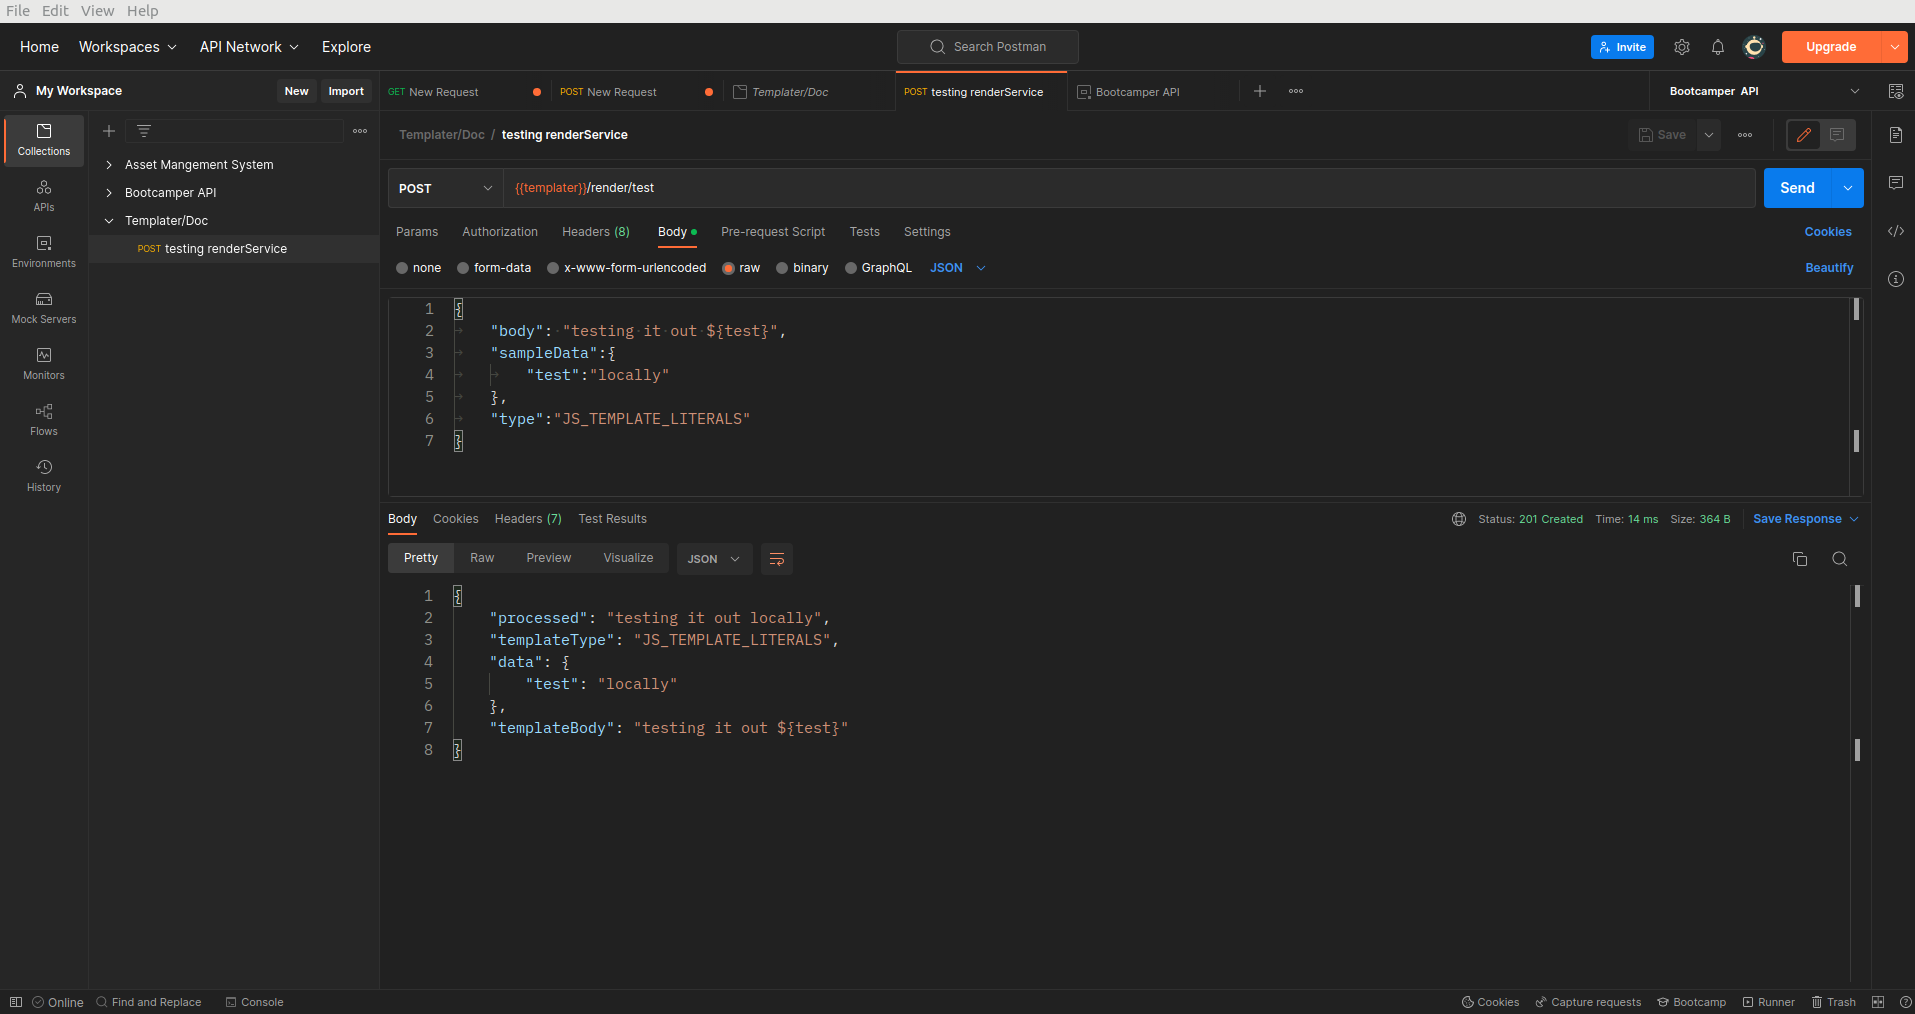 File Edit View Help
Home Workspaces API Network Explore Search Postman Invite Upgrade
My Workspace New Import GET New Request POST New Request Templater/Doc POST testing renderService Bootcamper API Bootcamper API
Templater/Doc / testing renderService Save
Collections
APIs
Environments
Mock Servers
Monitors
Flows
History
Asset Mangement System
Bootcamper API
Templater/Doc
POST testing renderService
POST {{templater}}/render/test Send
Params Authorization Headers (8) Body Pre-request Script Tests Settings Cookies
none form-data x-www-form-urlencoded raw binary GraphQL JSON Beautify
1 {
2 "body": "testing it out ${test}",
3 "sampleData":{
4 "test":"locally"
5 },
6 "type":"JS_TEMPLATE_LITERALS"
7 }
Body Cookies Headers (7) Test Results Status: 201 Created Time: 14 ms Size: 364 B Save Response
Pretty Raw Preview Visualize JSON
1 {
2 "processed": "testing it out locally",
3 "templateType": "JS_TEMPLATE_LITERALS",
4 "data": {
5 "test": "locally"
6 },
7 "templateBody": "testing it out ${test}"
8 }
Online Find and Replace Console Cookies Capture requests Bootcamp Runner Trash